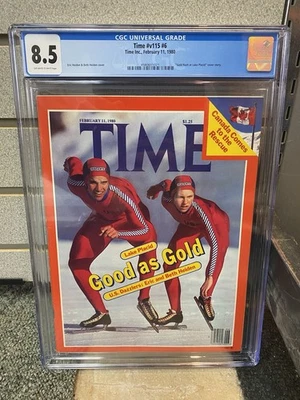 CGC UNIVERSAL GRADE
8.5
Time #v115 #6
Time Inc., February 11, 1980
FEBRUARY 11, 1980
$1.25
TIME
Canada Comes
to the
Rescue
Lake Placid
Good as Gold
U.S. Dazzlers: Eric and Beth Heiden